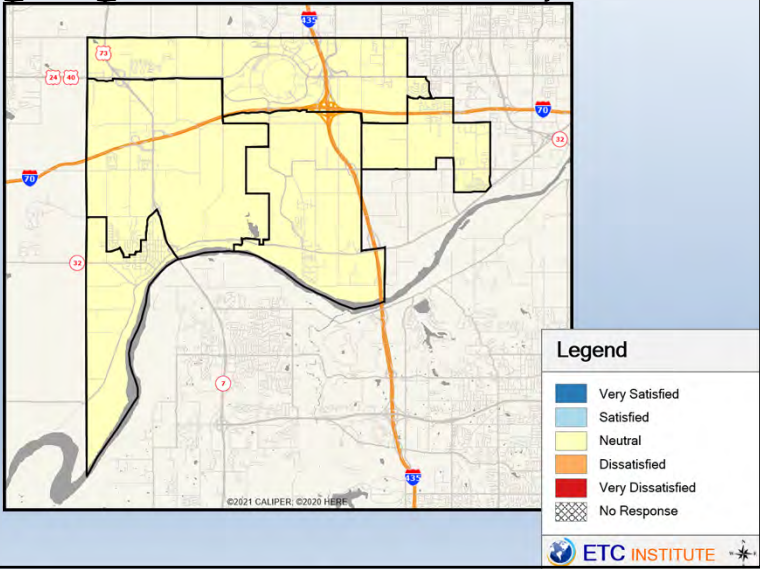 435
73
24 40
70
32
70
32
7
435
©2021 CALIPER; ©2020 HERE
Legend
Very Satisfied
Satisfied
Neutral
Dissatisfied
Very Dissatisfied
No Response
ETC INSTITUTE